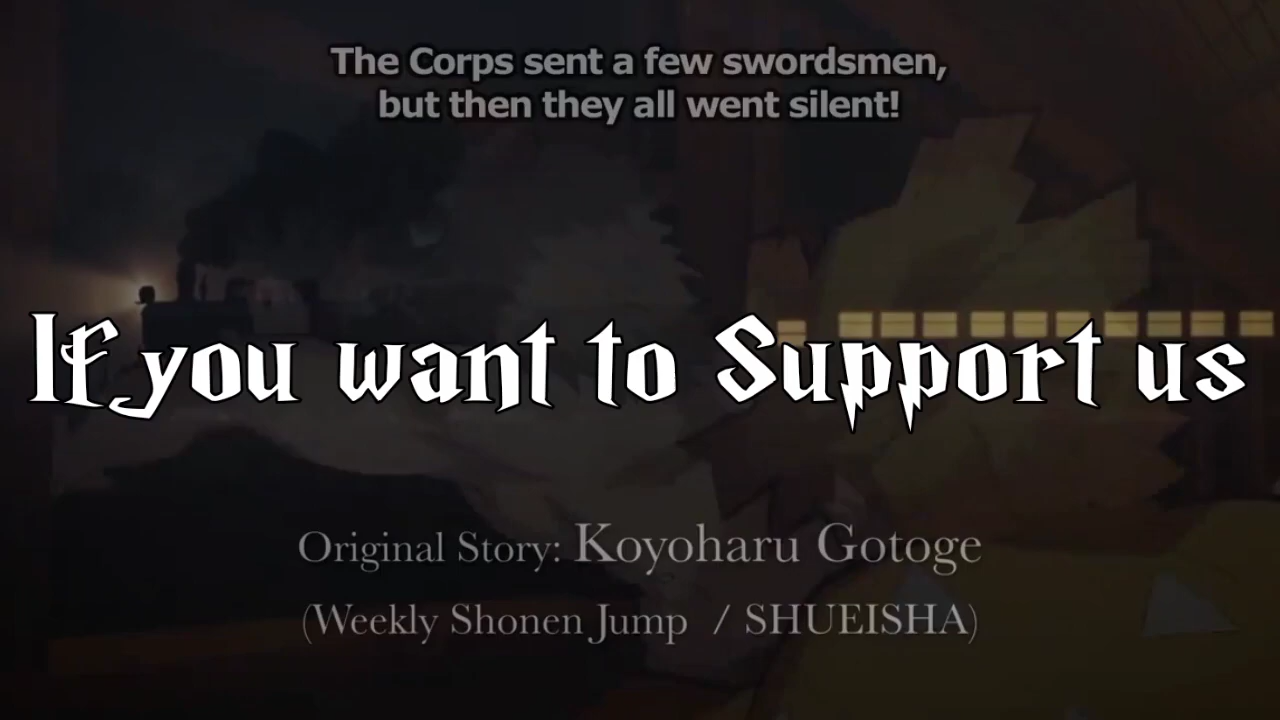 The Corps sent a few swordsmen,
but then they all went silent!
If you want to Support us
Original Story: Koyoharu Gotoge
(Weekly Shonen Jump / SHUEISHA)